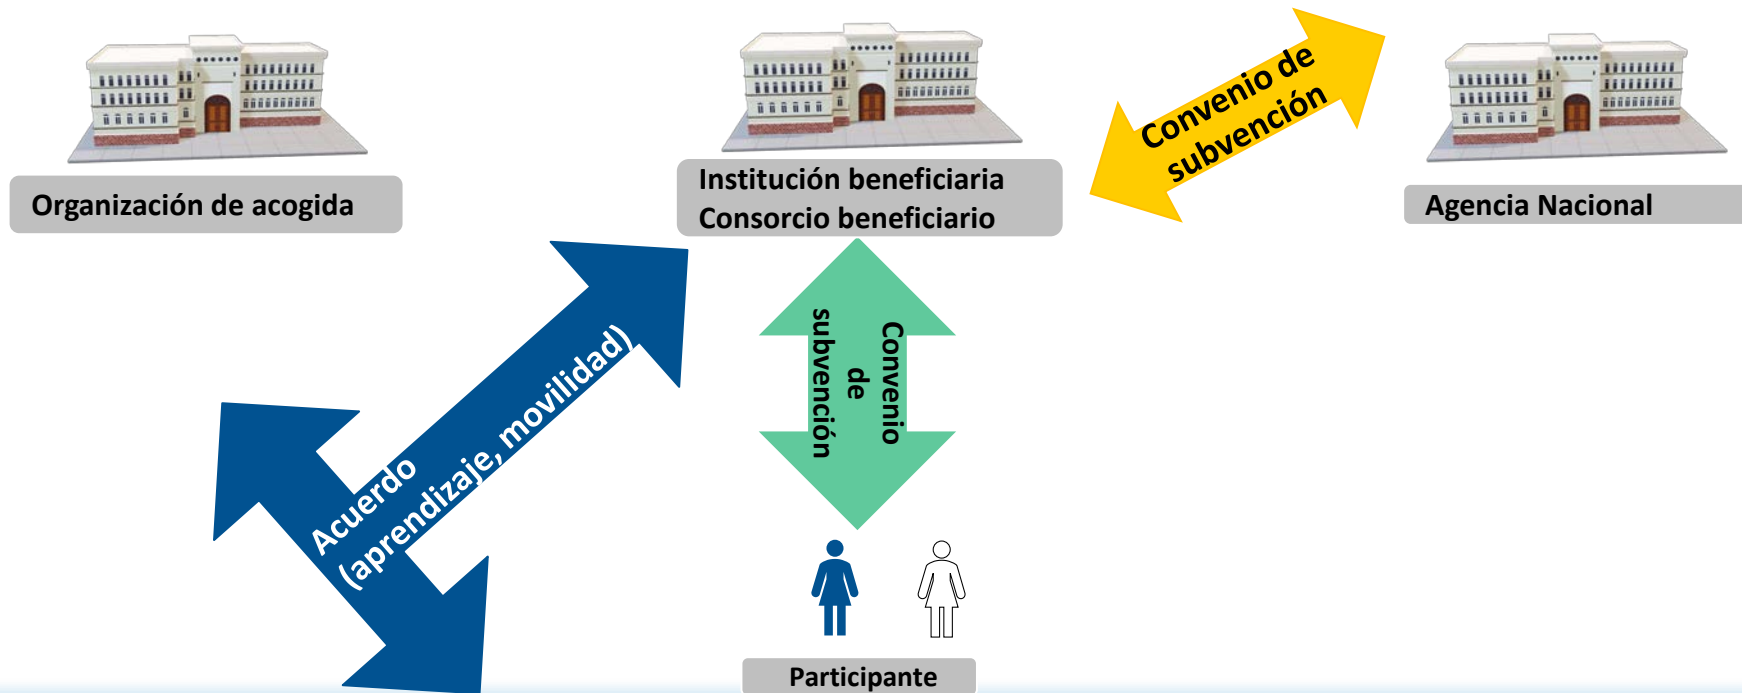 Organización de acogida
Institución beneficiaria
Consorcio beneficiario
Convenio de
subvención
Agencia Nacional
Acuerdo
(aprendizaje, movilidad)
Convenio
de
subvención
Participante